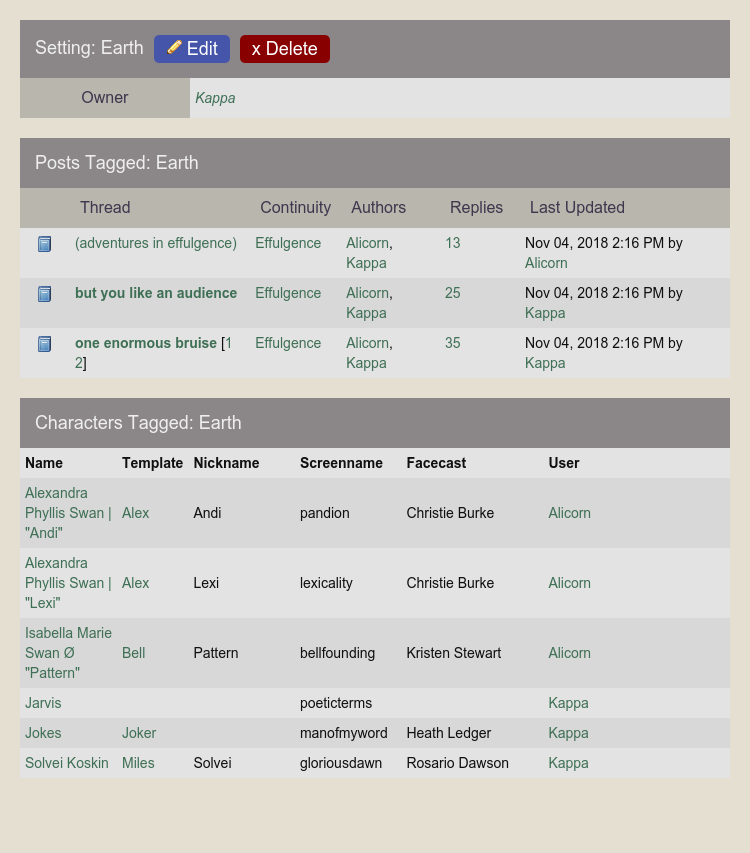 Setting: Earth Edit x Delete
Owner Kappa
Posts Tagged: Earth
Thread Continuity Authors Replies Last Updated
(adventures in effulgence) Effulgence Alicorn, Kappa 13 Nov 04, 2018 2:16 PM by Alicorn
but you like an audience Effulgence Alicorn, Kappa 25 Nov 04, 2018 2:16 PM by Kappa
one enormous bruise [1 2] Effulgence Alicorn, Kappa 35 Nov 04, 2018 2:16 PM by Kappa
Characters Tagged: Earth
Name Template Nickname Screenname Facecast User
Alexandra Phyllis Swan | "Andi" Alex Andi pandion Christie Burke Alicorn
Alexandra Phyllis Swan | "Lexi" Alex Lexi lexicality Christie Burke Alicorn
Isabella Marie Swan Ø "Pattern" Bell Pattern bellfounding Kristen Stewart Alicorn
Jarvis poeticterms Kappa
Jokes Joker manofmyword Heath Ledger Kappa
Solvei Koskin Miles Solvei gloriousdawn Rosario Dawson Kappa